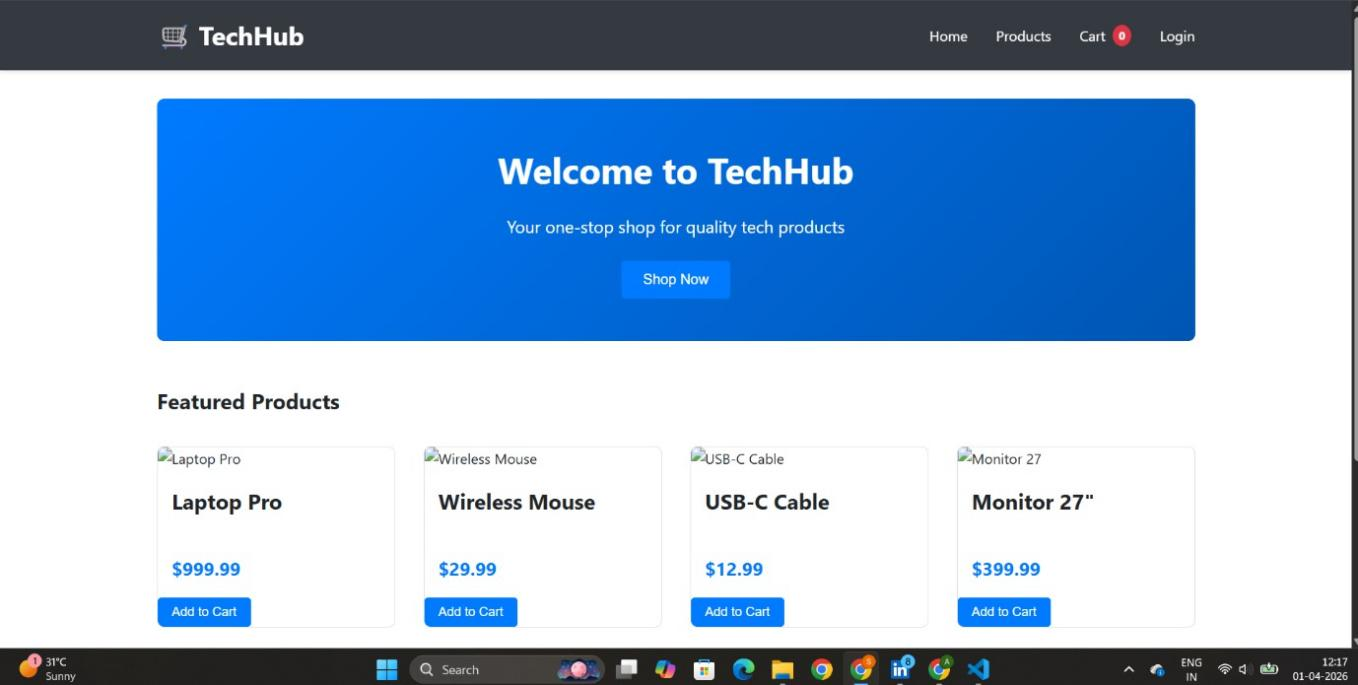 TechHub
Home Products Cart 0 Login
Welcome to TechHub
Your one-stop shop for quality tech products
Shop Now
Featured Products
Laptop Pro Wireless Mouse USB-C Cable Monitor 27
Laptop Pro Wireless Mouse USB-C Cable Monitor 27"
$999.99 $29.99 $12.99 $399.99
Add to Cart Add to Cart Add to Cart Add to Cart
1 31°C
Sunny
Search
S
in 8
A
ENG
IN
12:17
01-04-2026